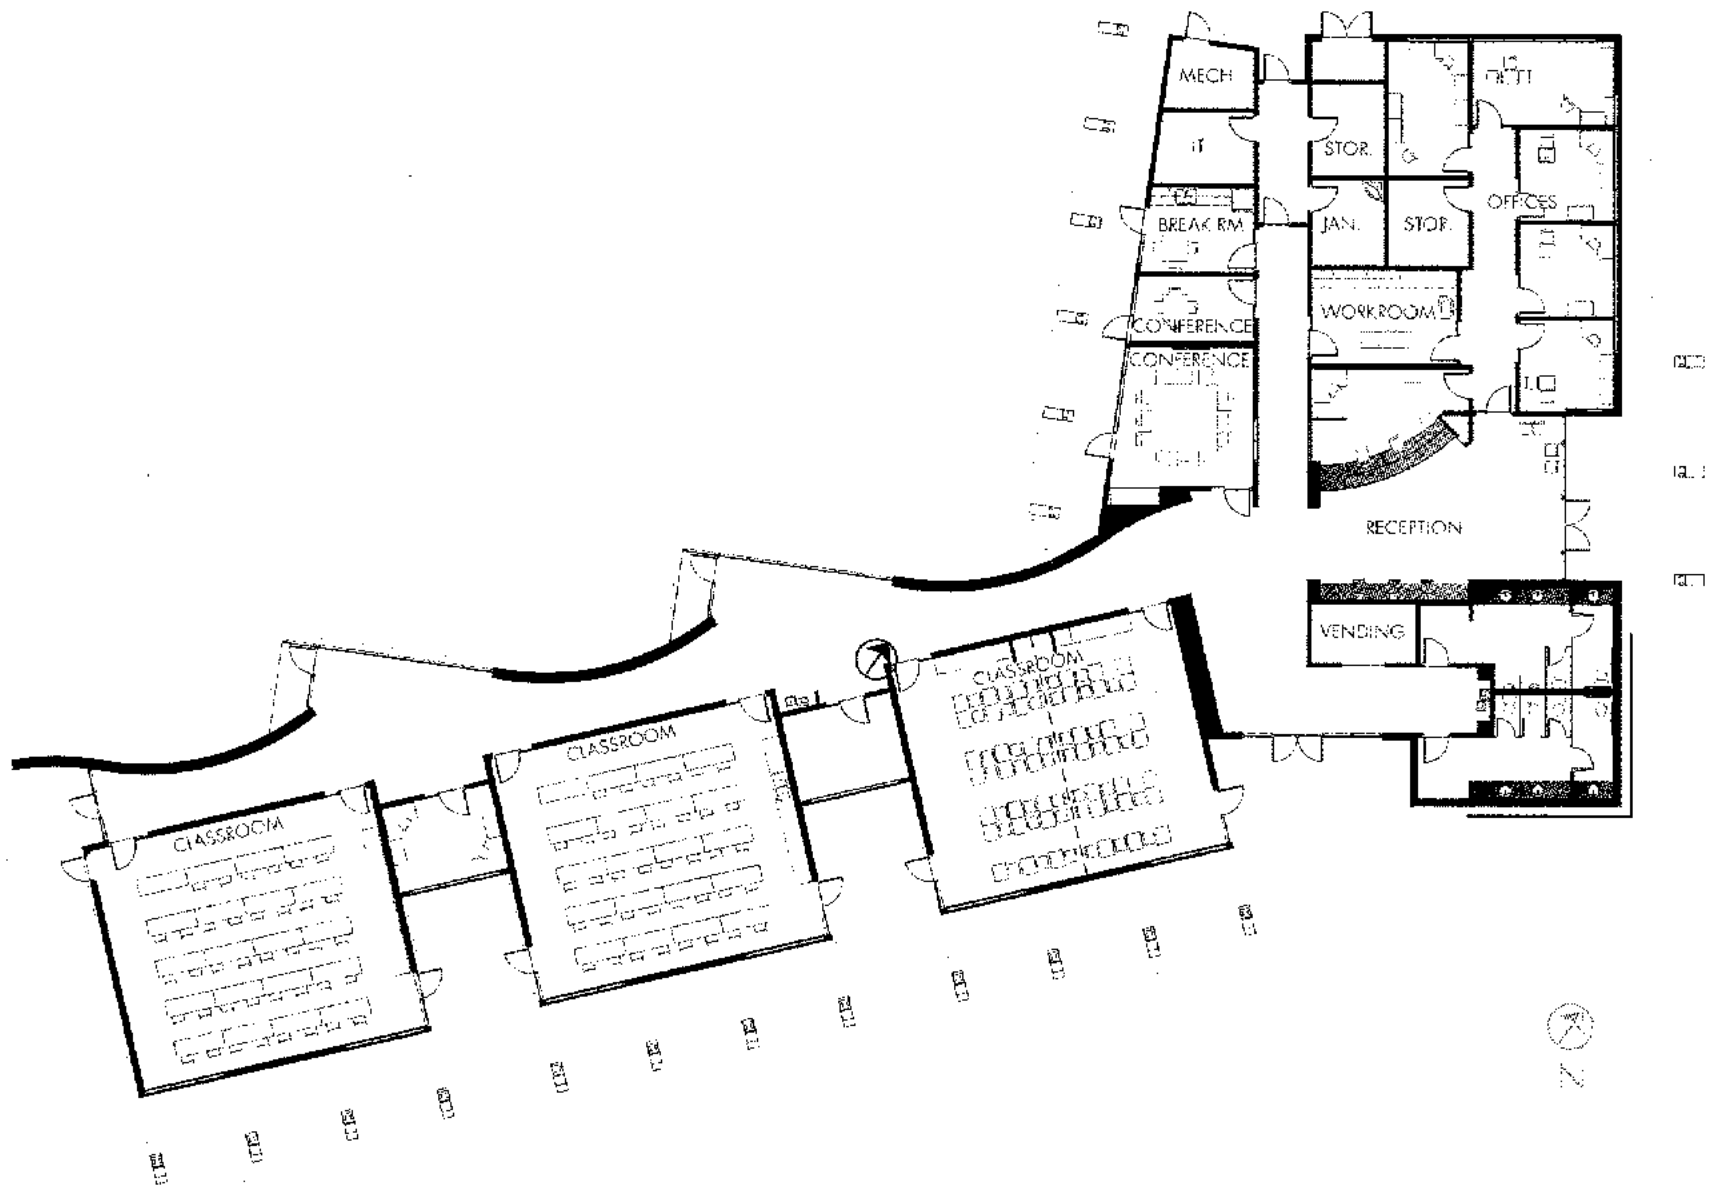 MECH
IT
STOR.
BREAK RM
JAN.
STOR.
OFFICES
CONFERENCE
WORKROOM
CONFERENCE
RECEPTION
VENDING
CLASSROOM
CLASSROOM
CLASSROOM
Z